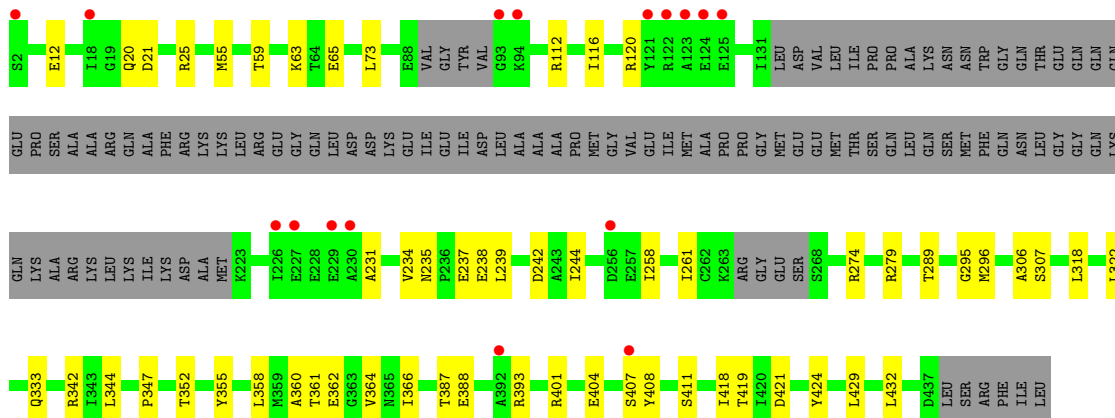 S2 E12 I18 G19 Q20 D21 R25 M55 T59 K63 T64 E65 L73 E88 VAL GLY TYR VAL G93 K94 R112 I116 R120 Y121 R122 A123 E124 E125 I131 LEU ASP VAL LEU ILE PRO PRO ALA LYS ASN ASN TRP GLY GLN THR GLU GLN GLN
GLU PRO SER ALA ALA ARG GLN ALA PHE ARG LYS LYS LEU ARG GLU GLY GLN LEU ASP ASP LYS GLU ILE GLU ILE ASP LEU ALA ALA ALA PRO MET GLY VAL GLU ILE MET ALA PRO PRO GLY MET GLU GLU MET THR SER GLN LEU GLN SER MET PHE GLN ASN LEU GLY GLY GLN LYS
GLN LYS ALA ARG LYS LEU LYS ILE LYS ASP ALA MET K223 I226 E227 E228 E229 A230 A231 V234 N235 P236 E237 E238 L239 D242 A243 I244 D256 E257 I258 I261 C262 K263 ARG GLY GLU SER S268 R274 R279 T289 G295 M296 A306 S307 L318
Q333 R342 I343 L344 P347 T352 Y355 L358 M359 A360 T361 E362 G363 V364 N365 I366 T387 E388 A392 R393 R401 E404 S407 Y408 S411 I418 T419 I420 D421 Y424 L429 L432 D437 LEU SER ARG PHE ILE LEU